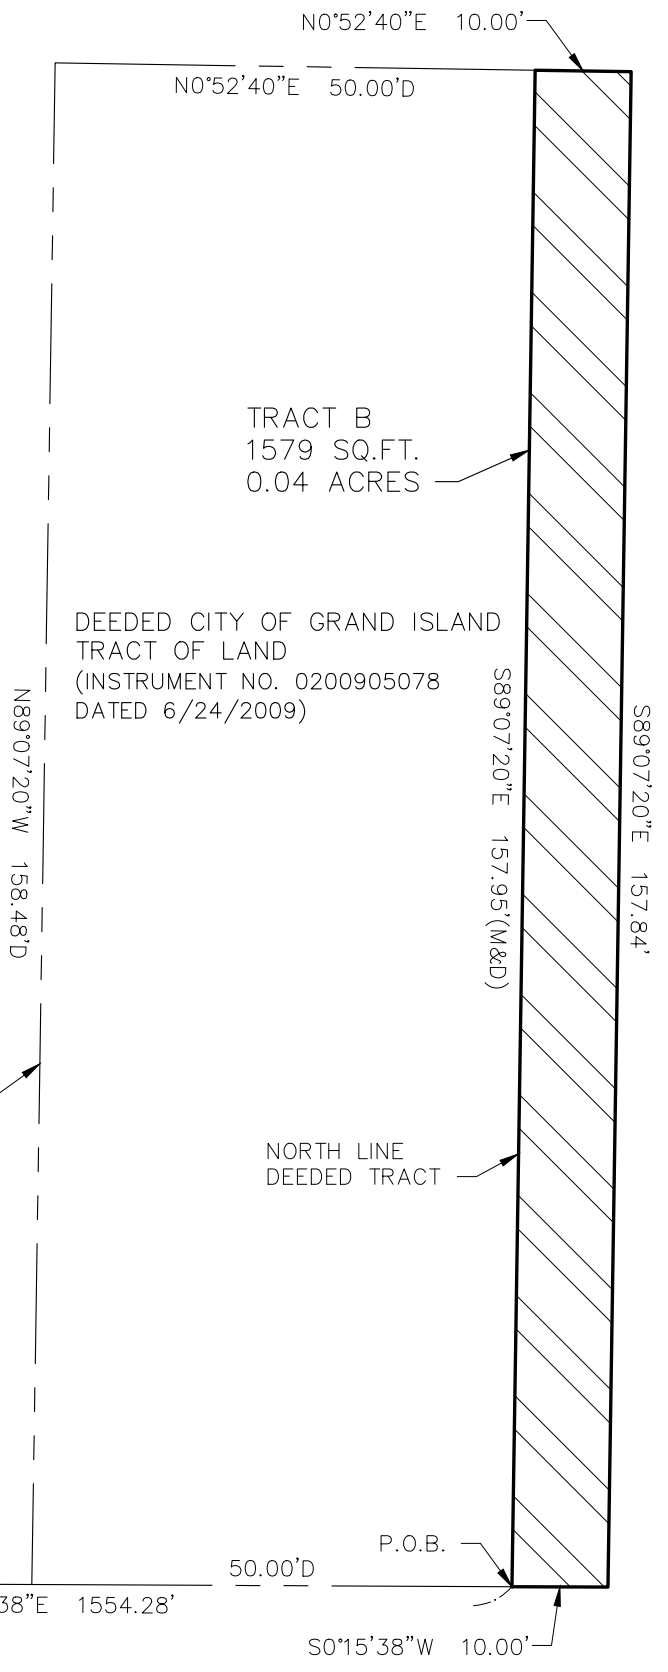 N0°52'40"E 10.00'
N0°52'40"E 50.00'D
TRACT B
1579 SQ.FT.
0.04 ACRES
DEEDED CITY OF GRAND ISLAND
TRACT OF LAND
(INSTRUMENT NO. 0200905078
DATED 6/24/2009)
N89°07'20"W 158.48'D
S89°07'20"E 157.95'(M&D)
S89°07'20"E 157.84'
NORTH LINE
DEEDED TRACT
P.O.B.
50.00'D
38"E 1554.28'
S0°15'38"W 10.00'